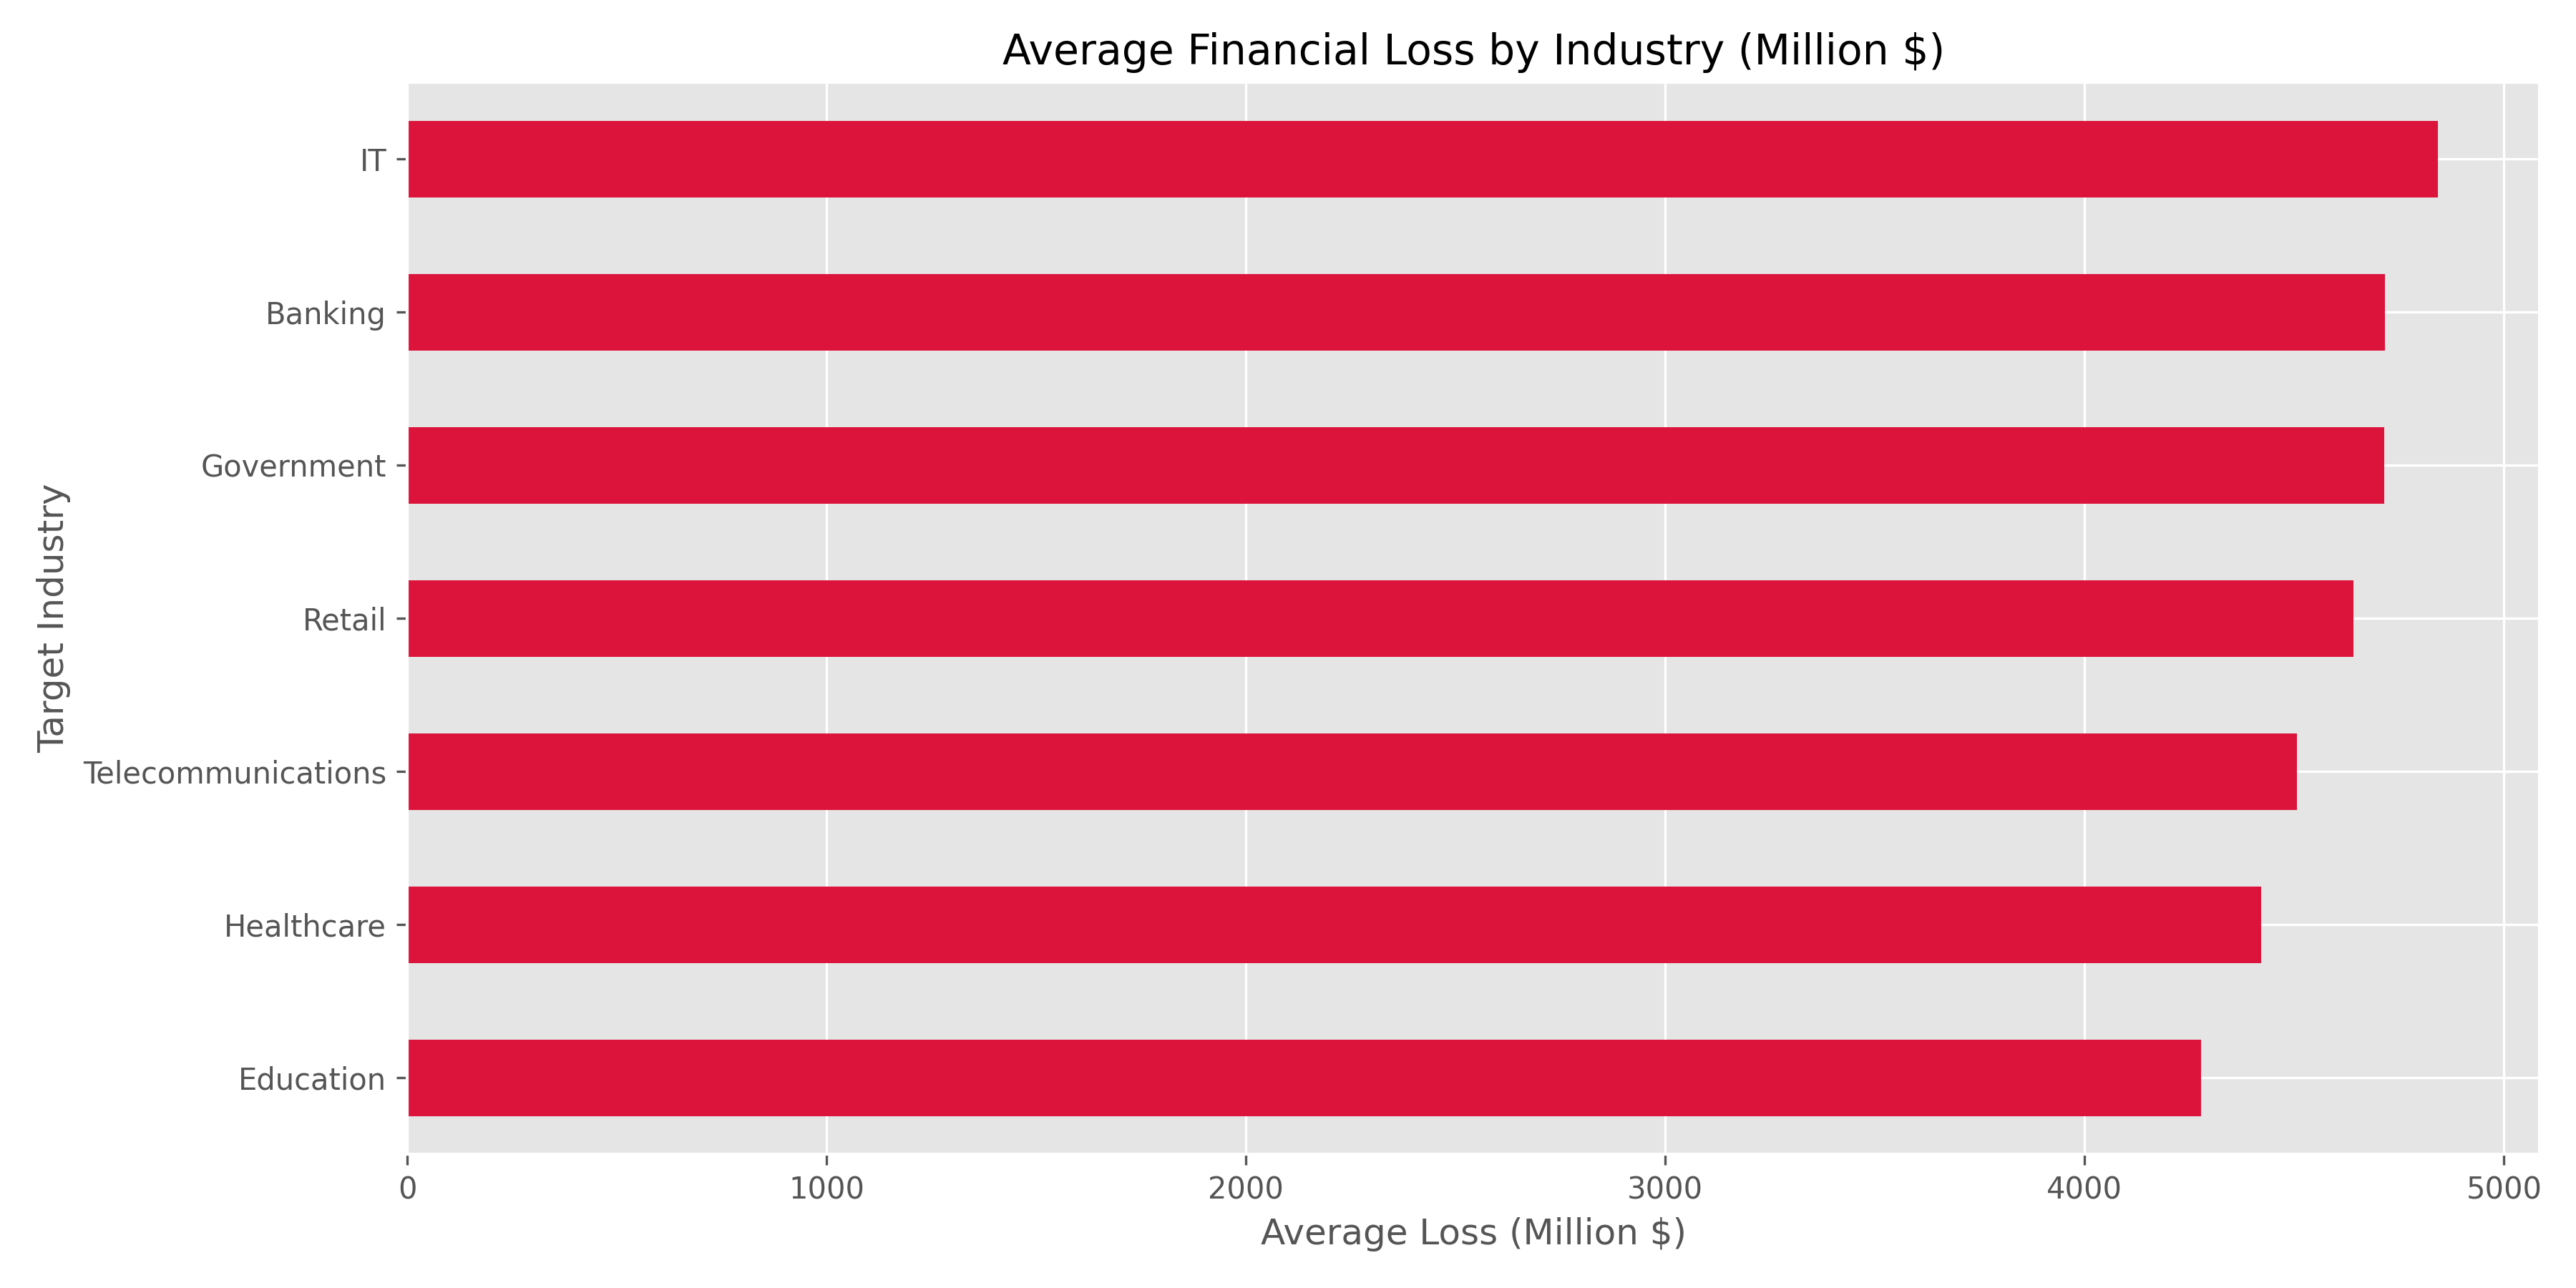 Average Financial Loss by Industry (Million $)
Target Industry
IT
Banking
Government
Retail
Telecommunications
Healthcare
Education
0 1000 2000 3000 4000 5000
Average Loss (Million $)